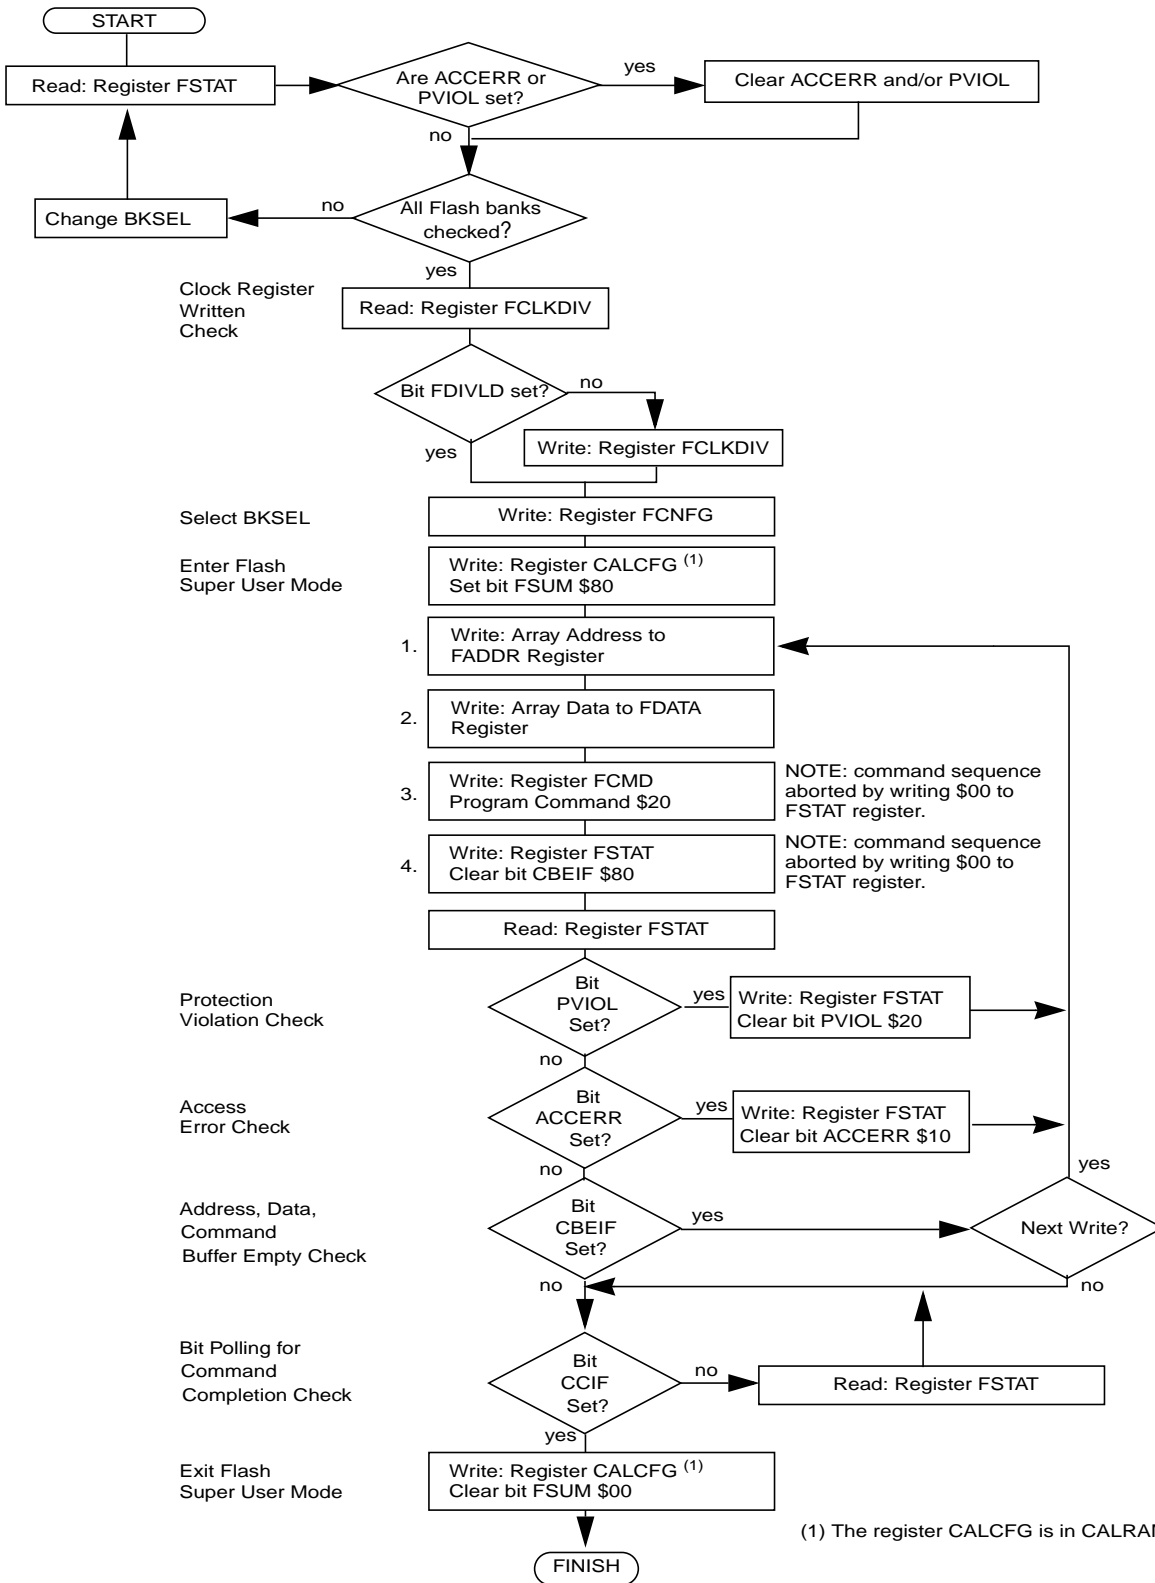 START
Read: Register FSTAT
Are ACCERR or
PVIOL set?
yes
Clear ACCERR and/or PVIOL
no
Change BKSEL
no
All Flash banks
checked?
yes
Clock Register
Written
Check
Read: Register FCLKDIV
Bit FDIVLD set?
no
yes
Write: Register FCLKDIV
Select BKSEL
Write: Register FCNFG
Enter Flash
Super User Mode
Write: Register CALCFG (1)
Set bit FSUM $80
1.
Write: Array Address to
FADDR Register
2.
Write: Array Data to FDATA
Register
3.
Write: Register FCMD
Program Command $20
NOTE: command sequence
aborted by writing $00 to
FSTAT register.
4.
Write: Register FSTAT
Clear bit CBEIF $80
NOTE: command sequence
aborted by writing $00 to
FSTAT register.
Read: Register FSTAT
Protection
Violation Check
Bit
PVIOL
Set?
yes
Write: Register FSTAT
Clear bit PVIOL $20
no
Access
Error Check
Bit
ACCERR
Set?
yes
Write: Register FSTAT
Clear bit ACCERR $10
no
yes
Address, Data,
Command
Buffer Empty Check
Bit
CBEIF
Set?
yes
Next Write?
no
no
Bit Polling for
Command
Completion Check
Bit
CCIF
Set?
no
Read: Register FSTAT
yes
Exit Flash
Super User Mode
Write: Register CALCFG (1)
Clear bit FSUM $00
(1) The register CALCFG is in CALRAM
FINISH